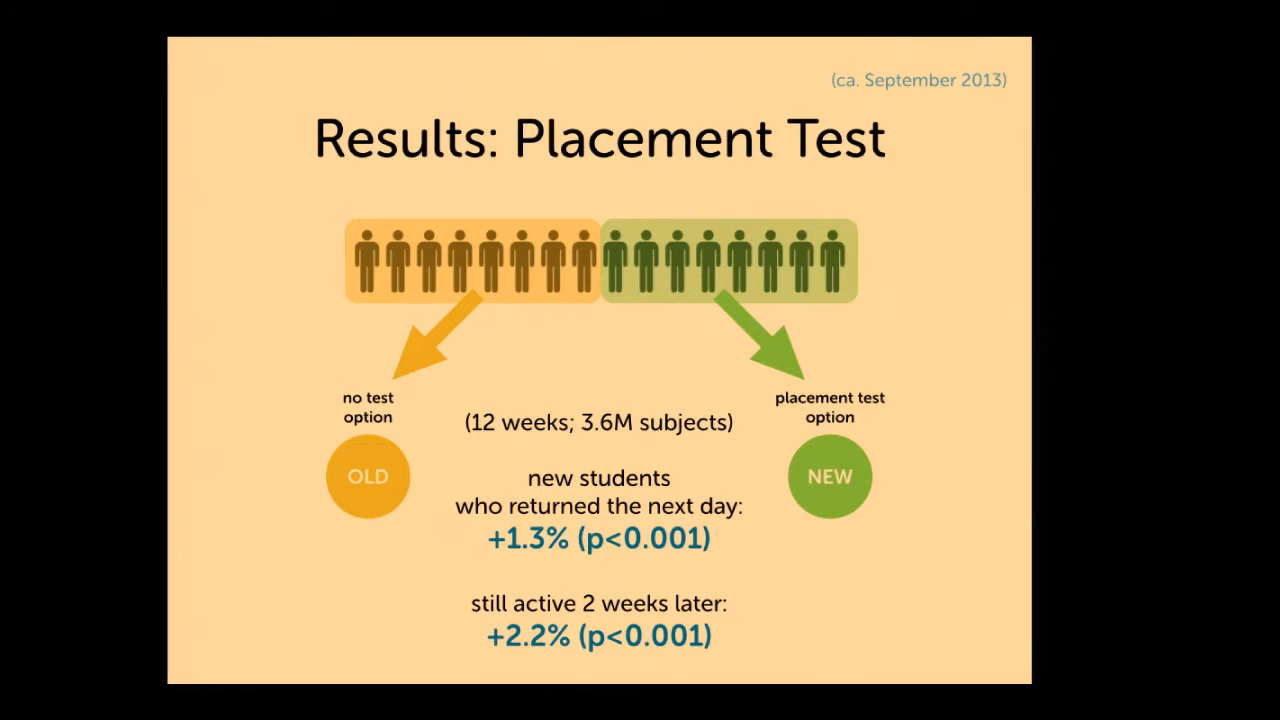 (ca. September 2013)
Results: Placement Test
no test
option
OLD
(12 weeks; 3.6M subjects)
new students
who returned the next day:
+1.3% (p<0.001)
still active 2 weeks later:
+2.2% (p<0.001)
placement test
option
NEW